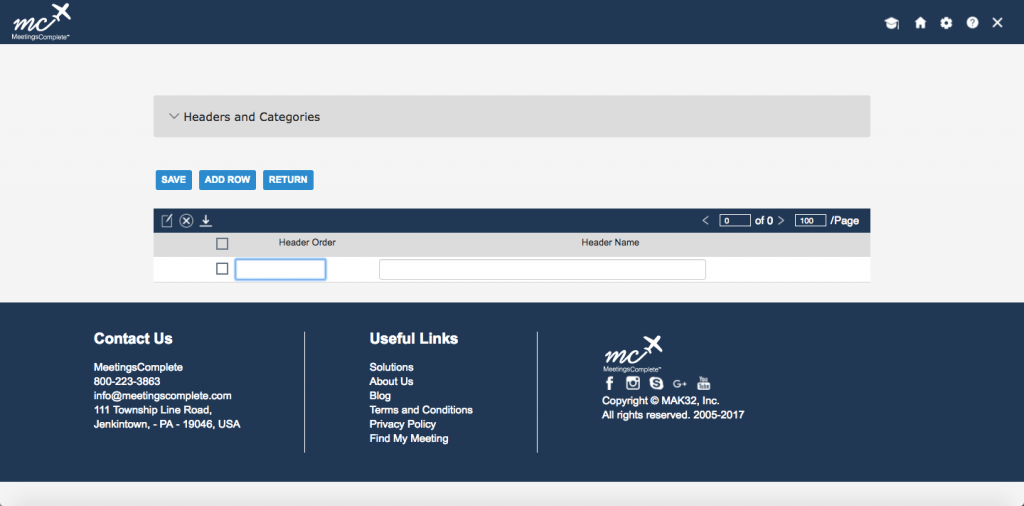 mc
MeetingsComplete™
Headers and Categories
SAVE ADD ROW RETURN
< 0 of 0 > 100 /Page
Header Order Header Name
Contact Us
MeetingsComplete
800-223-3863
info@meetingscomplete.com
111 Township Line Road,
Jenkintown, - PA - 19046, USA
Useful Links
Solutions
About Us
Blog
Terms and Conditions
Privacy Policy
Find My Meeting
mc
MeetingsComplete™
f G+ You Tube
Copyright © MAK32, Inc.
All rights reserved. 2005-2017